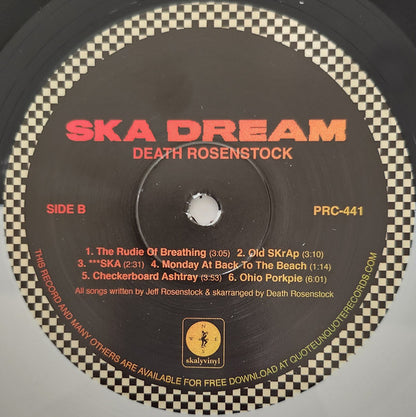 SKA DREAM
DEATH ROSENSTOCK
SIDE B
PRC-441
1. The Rudie Of Breathing (3:05) 2. Old SKrAp (3:10)
3. ***SKA (2:31) 4. Monday At Back To The Beach (1:14)
5. Checkerboard Ashtray (3:53) 6. Ohio Porkpie (6:01)
All songs written by Jeff Rosenstock & skarranged by Death Rosenstock
N
W E
S
skalyvinyl
THIS RECORD AND MANY OTHERS ARE AVAILABLE FOR FREE DOWNLOAD AT QUOTEUNQUOTERECORDS.COM